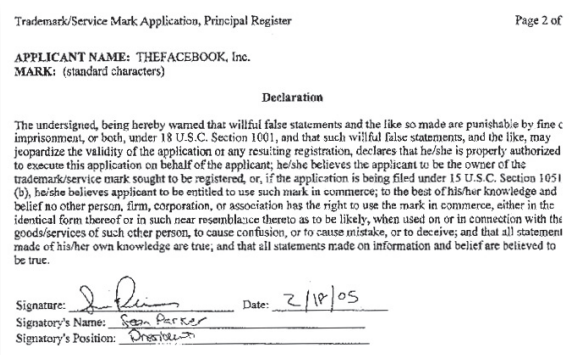 Trademark/Service Mark Application, Principal Register Page 2 of
APPLICANT NAME: THEFACEBOOK, Inc.
MARK: (standard characters)
Declaration
The undersigned, being hereby warned that willful false statements and the like so made are punishable by fine o
imprisonment, or both, under 18 U.S.C. Section 1001, and that such willful false statements, and the like, may
jeopardize the validity of the application or any resulting registration, declares that he/she is properly authorized
to execute this application on behalf of the applicant; he/she believes the applicant to be the owner of the
trademark/service mark sought to be registered, or, if the application is being filed under 15 U.S.C. Section 1051
(b), he/she believes applicant to be entitled to use such mark in commerce; to the best of his/her knowledge and
belief no other person, firm, corporation, or association has the right to use the mark in commerce, either in the
identical form thereof or in such near resemblance thereto as to be likely, when used on or in connection with the
goods/services of such other person, to cause confusion, or to cause mistake, or to deceive; and that all statement
made of his/her own knowledge are true; and that all statements made on information and belief are believed to
be true.
Signature: Date: 2/18/05
Signatory's Name: Sean Parker
Signatory's Position: President